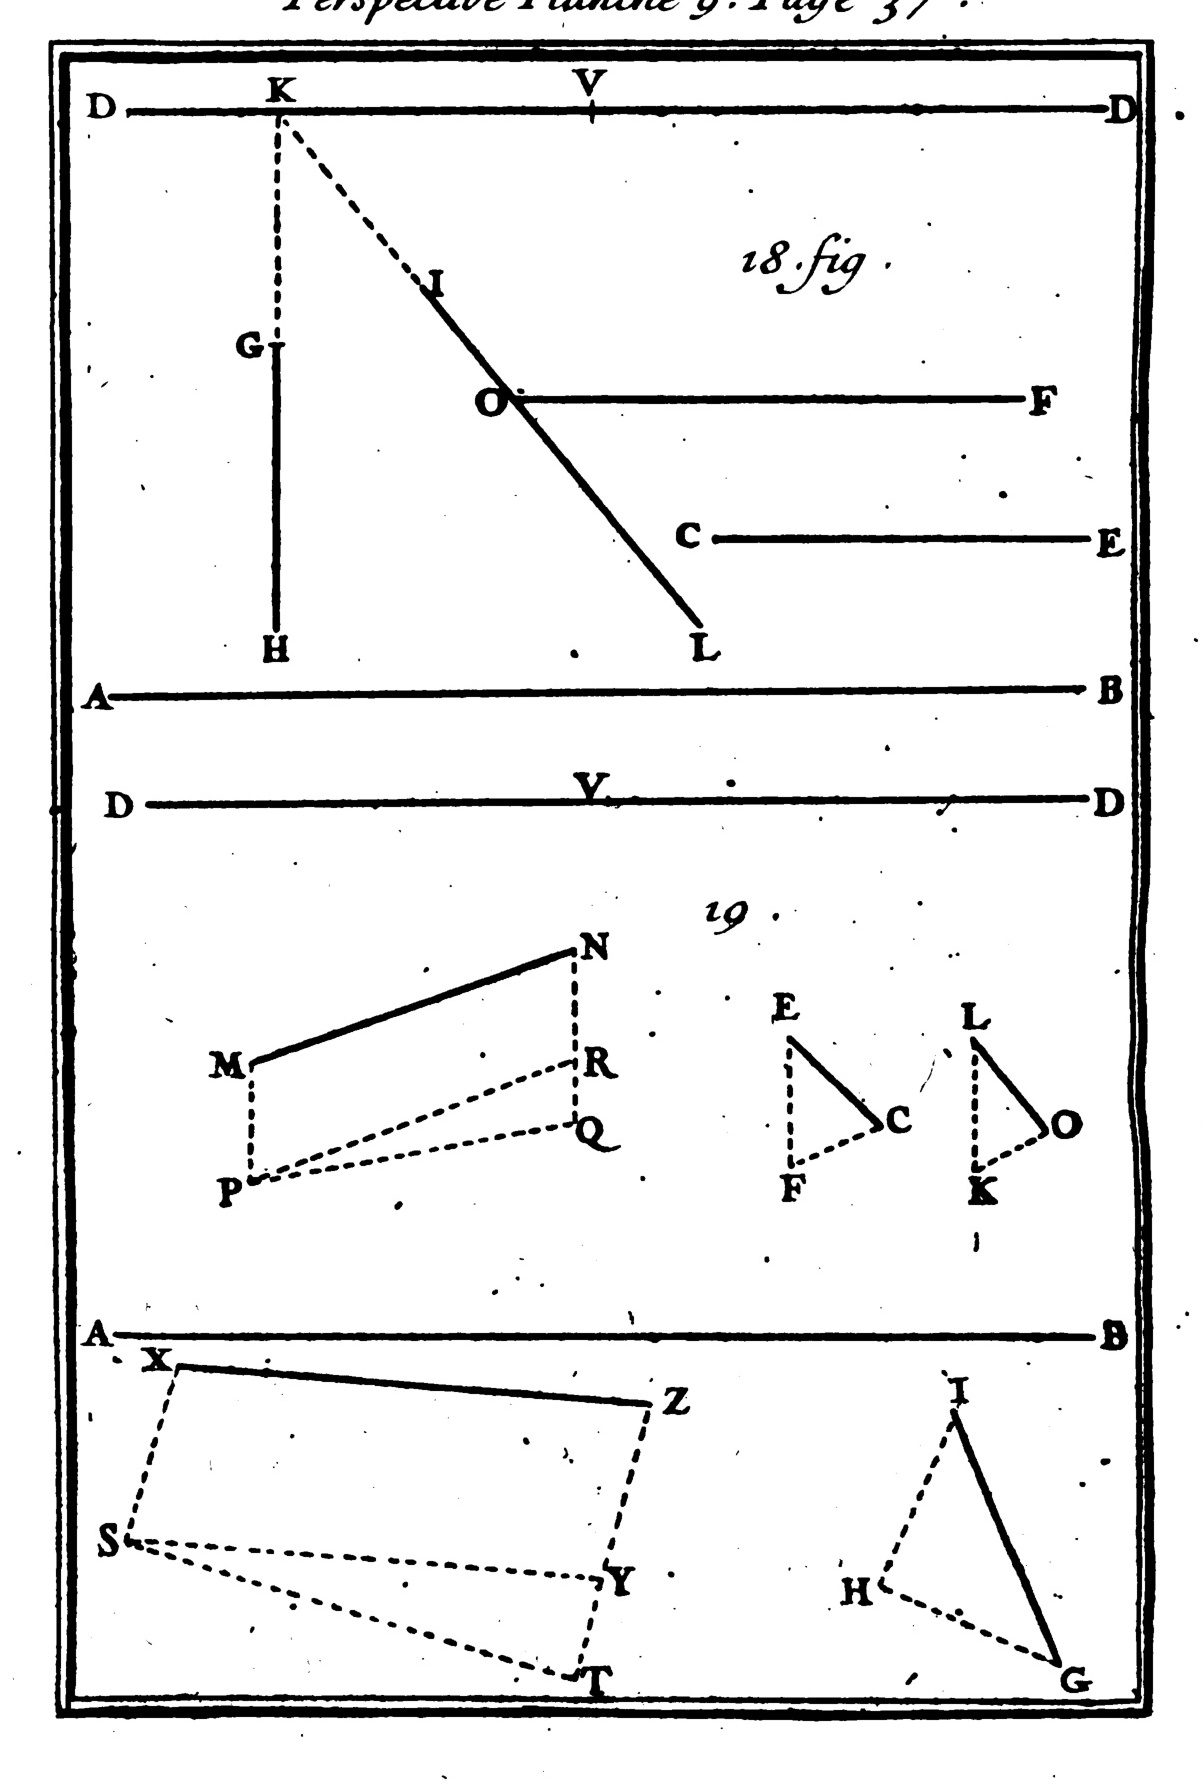 Perspective Planche 9. Page 37.
D K V D
18. fig.
I
G
O F
C E
H L
A B
D V D
19.
N
E L
M R
C O
Q
P F K
A B
X Z I
S Y H
T G